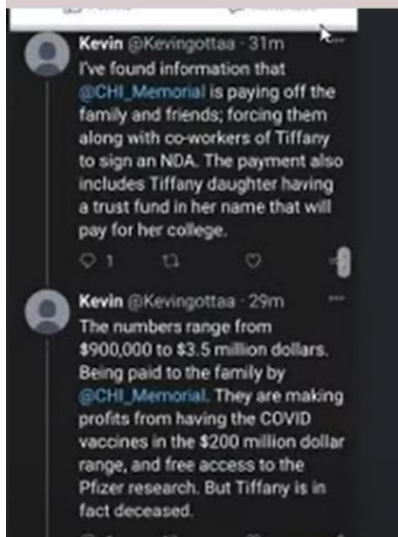 Kevin @Kevingottaa · 31m
I've found information that
@CHI_Memorial is paying off the
family and friends; forcing them
along with co-workers of Tiffany
to sign an NDA. The payment also
includes Tiffany daughter having
a trust fund in her name that will
pay for her college.
1
Kevin @Kevingottaa · 29m
The numbers range from
$900,000 to $3.5 million dollars.
Being paid to the family by
@CHI_Memorial. They are making
profits from having the COVID
vaccines in the $200 million dollar
range, and free access to the
Pfizer research. But Tiffany is in
fact deceased.